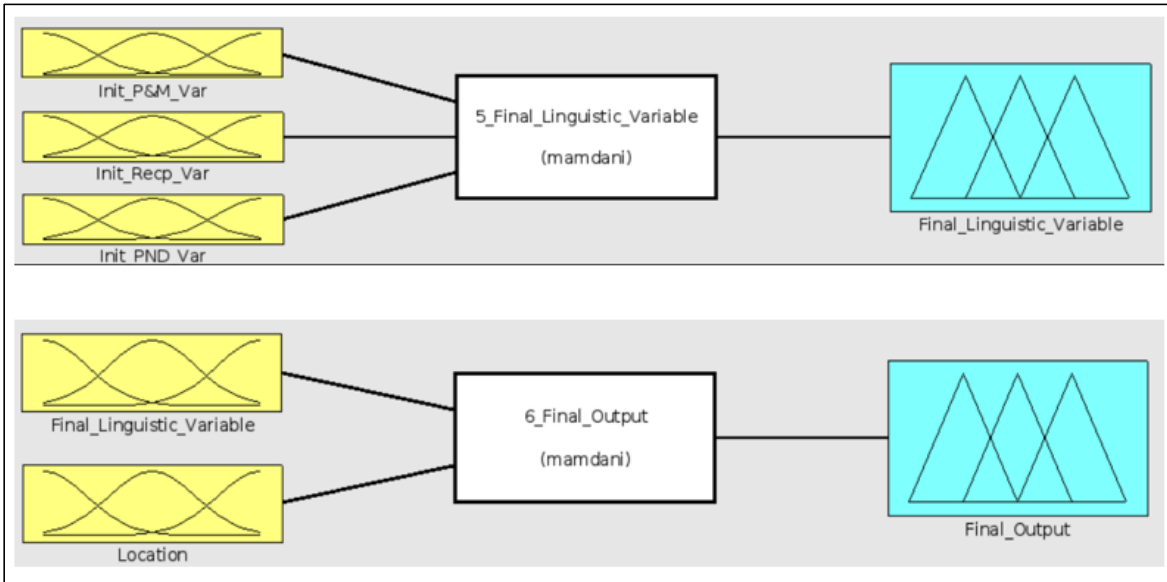 Init_P&M_Var
5_Final_Linguistic_Variable
(mamdani)
Init_Recp_Var
Init_PND_Var
Final_Linguistic_Variable
Final_Linguistic_Variable
6_Final_Output
(mamdani)
Location
Final_Output